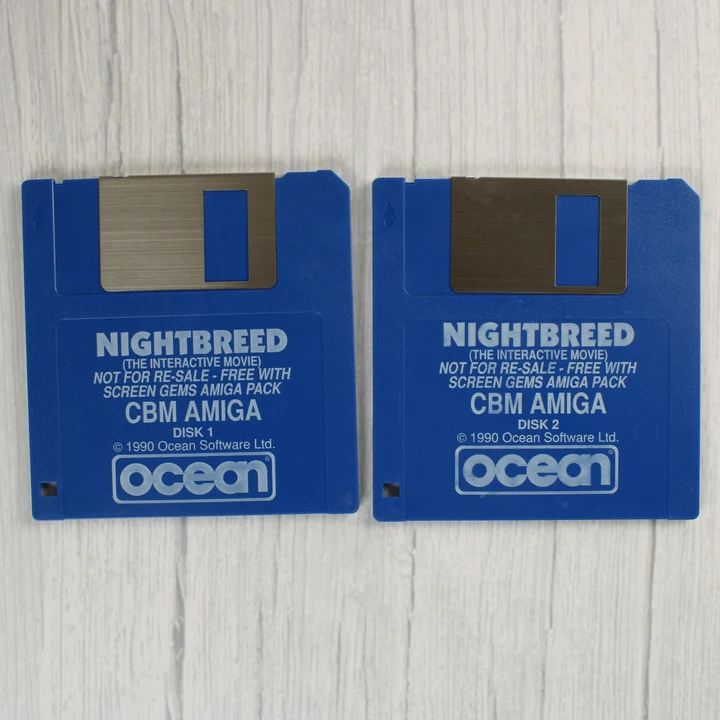 NIGHTBREED
(THE INTERACTIVE MOVIE)
NOT FOR RE-SALE - FREE WITH
SCREEN GEMS AMIGA PACK
CBM AMIGA
DISK 1
© 1990 Ocean Software Ltd.
ocean®
NIGHTBREED
(THE INTERACTIVE MOVIE)
NOT FOR RE-SALE - FREE WITH
SCREEN GEMS AMIGA PACK
CBM AMIGA
DISK 2
© 1990 Ocean Software Ltd.
ocean®